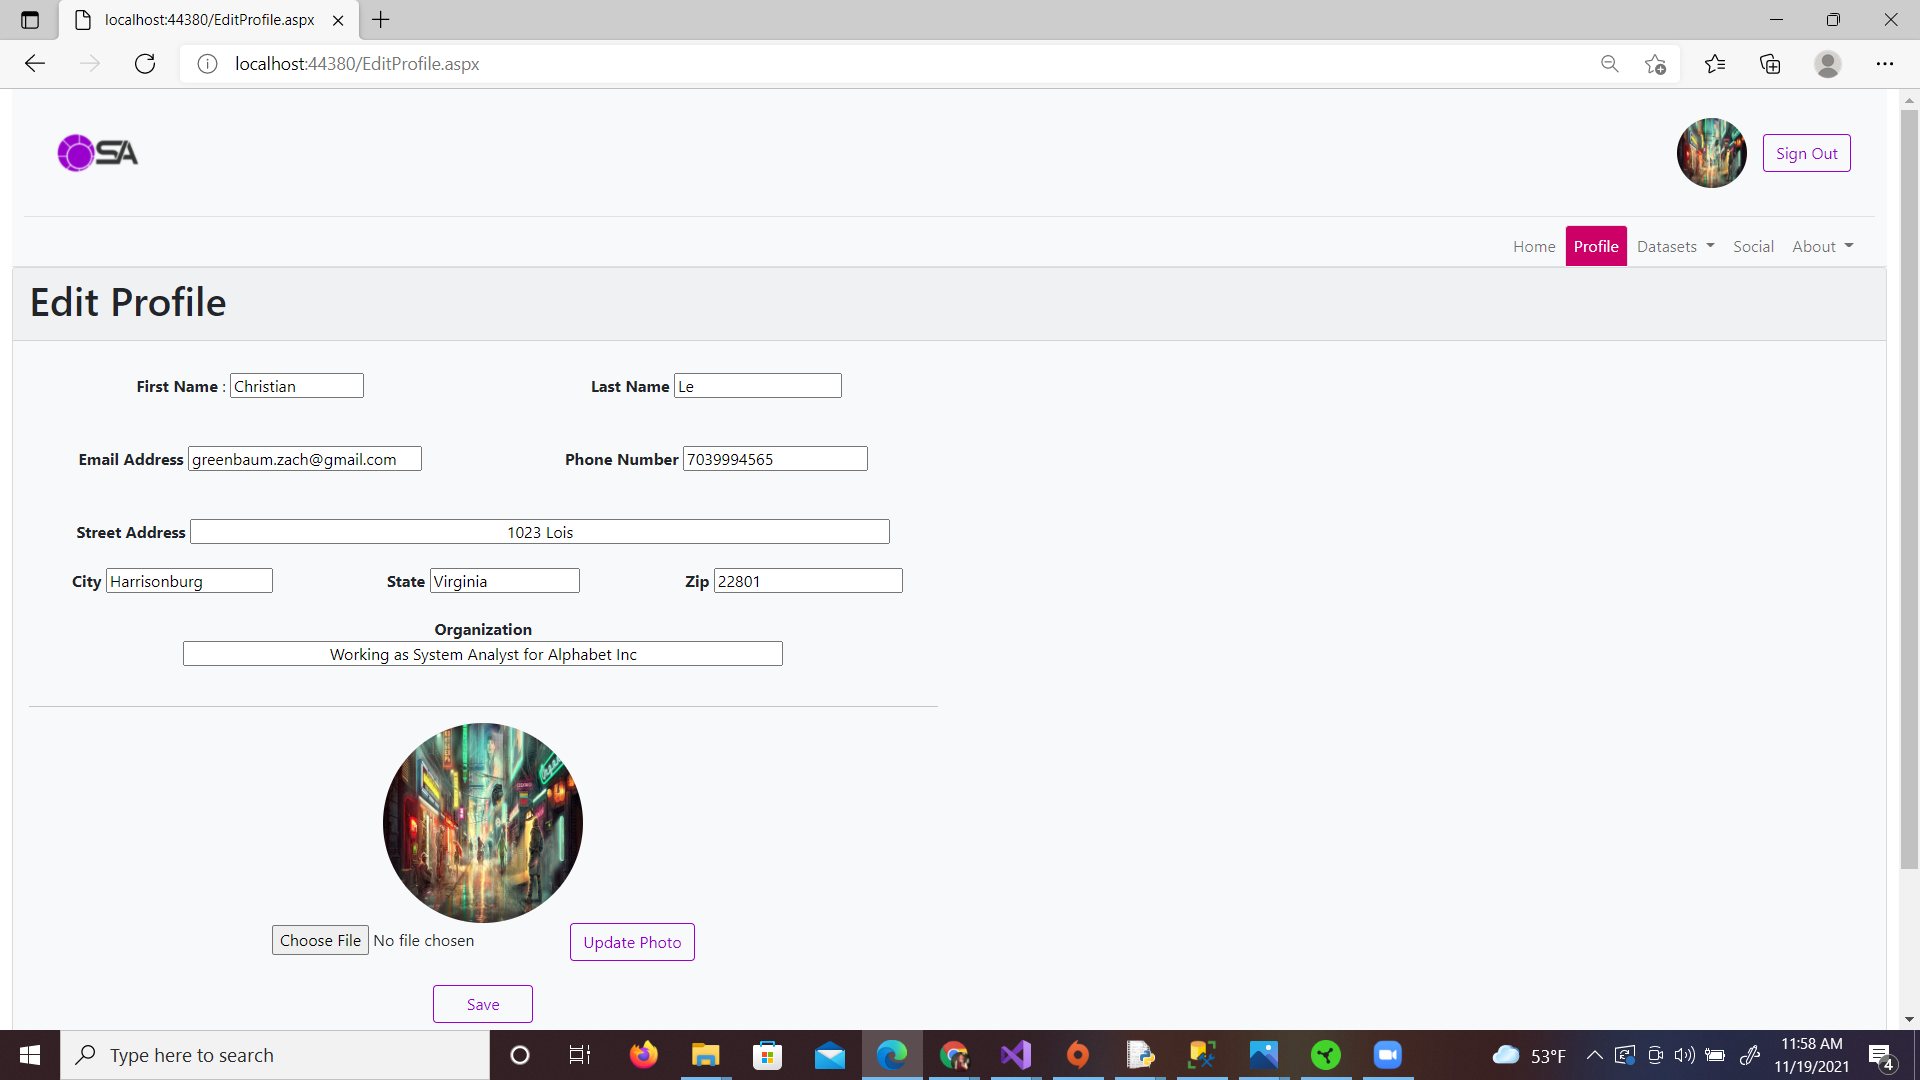 localhost:44380/EditProfile.aspx
localhost:44380/EditProfile.aspx
SA
Sign Out
Home Profile Datasets Social About
Edit Profile
First Name : Christian Last Name Le
Email Address greenbaum.zach@gmail.com Phone Number 7039994565
Street Address 1023 Lois
City Harrisonburg State Virginia Zip 22801
Organization
Working as System Analyst for Alphabet Inc
Choose File No file chosen Update Photo
Save
Type here to search
53°F
11:58 AM
11/19/2021
4